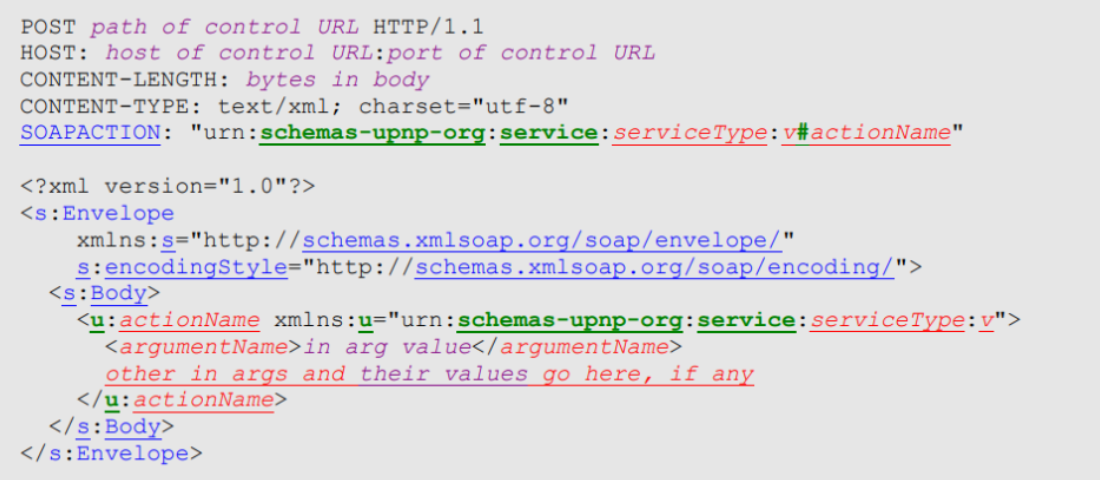 POST path of control URL HTTP/1.1
HOST: host of control URL:port of control URL
CONTENT-LENGTH: bytes in body
CONTENT-TYPE: text/xml; charset="utf-8"
SOAPACTION: "urn:schemas-upnp-org:service:serviceType:v#actionName"

<?xml version="1.0"?>
<s:Envelope
    xmlns:s="http://schemas.xmlsoap.org/soap/envelope/"
    s:encodingStyle="http://schemas.xmlsoap.org/soap/encoding/">
  <s:Body>
    <u:actionName xmlns:u="urn:schemas-upnp-org:service:serviceType:v">
      <argumentName>in arg value</argumentName>
      other in args and their values go here, if any
    </u:actionName>
  </s:Body>
</s:Envelope>